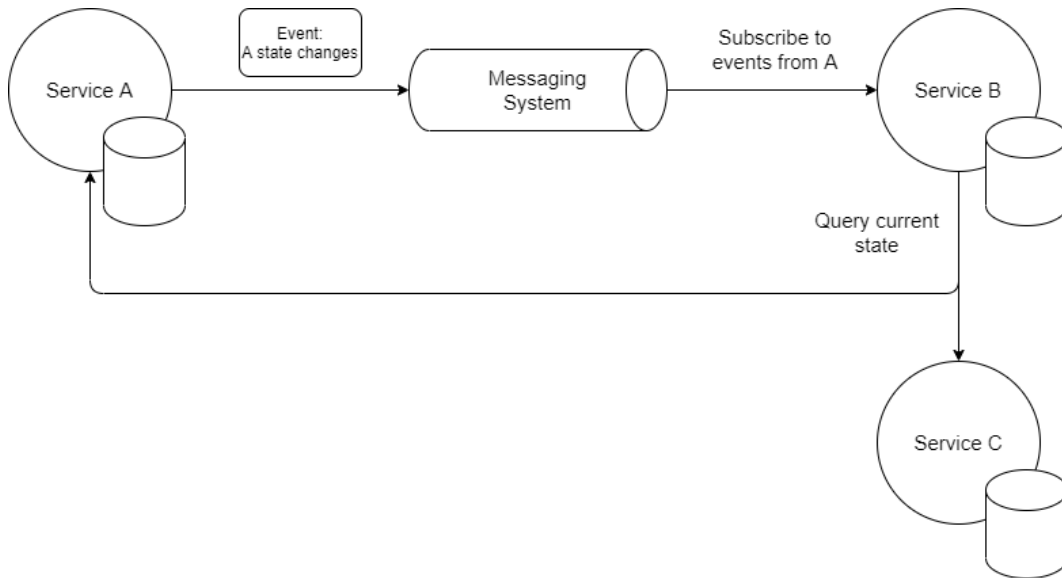 Event:
A state changes
Service A
Messaging
System
Subscribe to
events from A
Service B
Query current
state
Service C